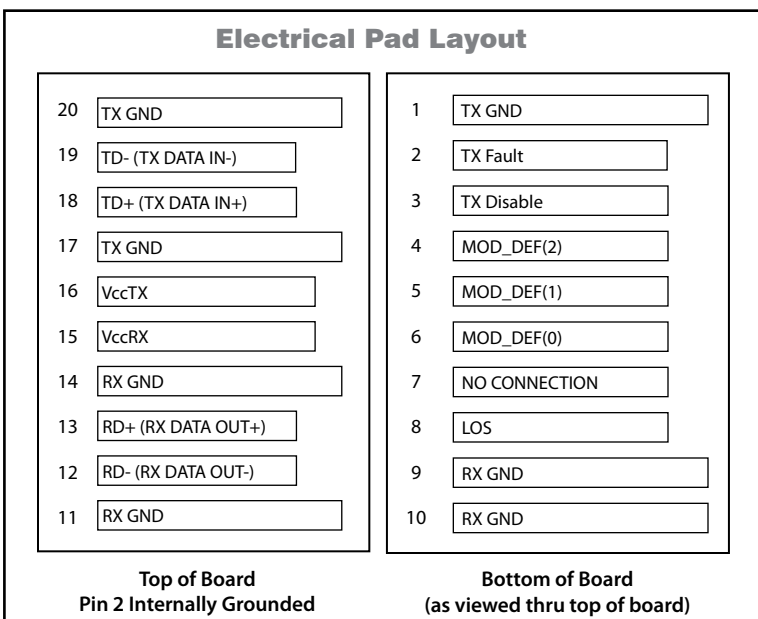 Electrical Pad Layout
20 TX GND
19 TD- (TX DATA IN-)
18 TD+ (TX DATA IN+)
17 TX GND
16 VccTX
15 VccRX
14 RX GND
13 RD+ (RX DATA OUT+)
12 RD- (RX DATA OUT-)
11 RX GND
Top of Board
Pin 2 Internally Grounded
1 TX GND
2 TX Fault
3 TX Disable
4 MOD_DEF(2)
5 MOD_DEF(1)
6 MOD_DEF(0)
7 NO CONNECTION
8 LOS
9 RX GND
10 RX GND
Bottom of Board
(as viewed thru top of board)